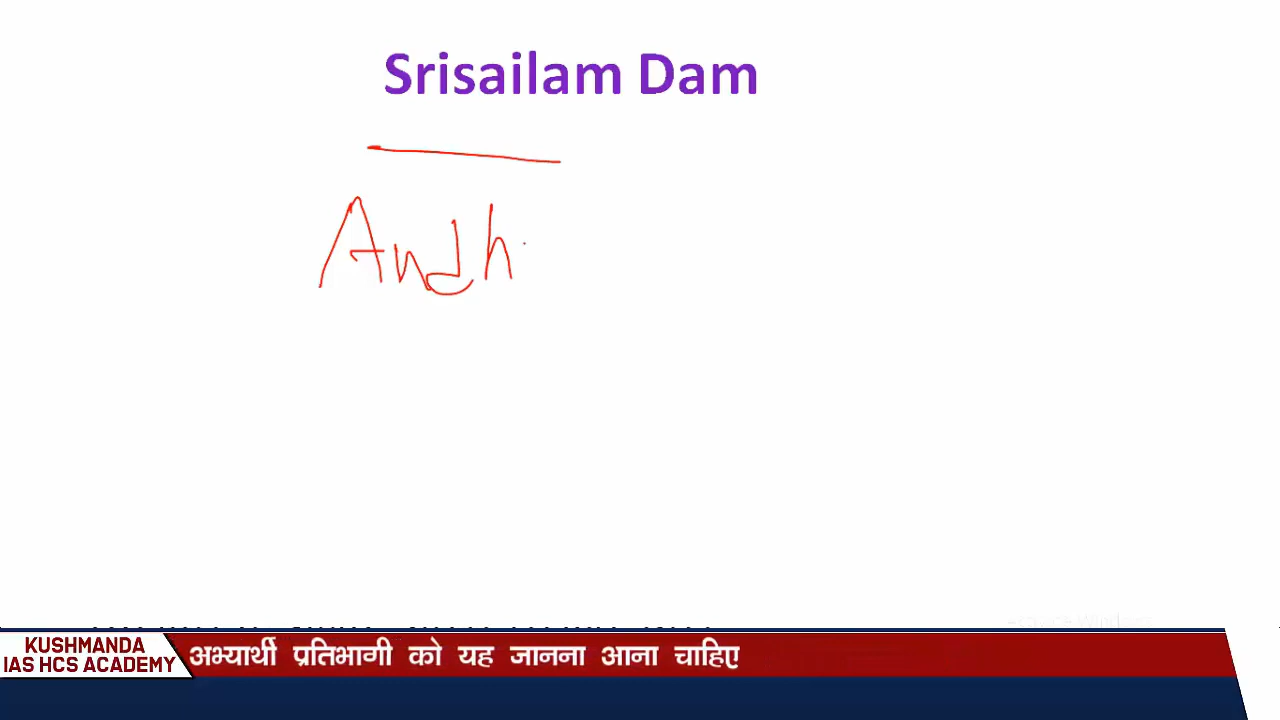 Srisailam Dam
Andh
KUSHMANDA
IAS HCS ACADEMY
अभ्यार्थी प्रतिभागी को यह जानना आना चाहिए